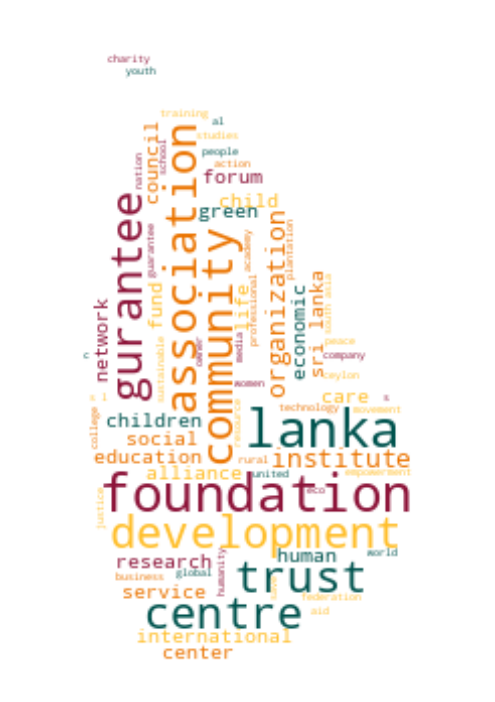 charity
youth
training
al
studies
council
school
people
action
nation
association
forum
child
green
gurantee
guarantee
community
organization
plantation
academy
life
fund
professional
economic
sri lanka
south asia
network
sustainable
owner
media
peace
c
company
ceylon
women
s l
care
s
college
children
resource
technology
movement
lanka
social
education
rural
institute
alliance
united
empowerment
foundation
eco
justice
development
human
world
research
trust
business
global
humanity
service
federation
centre
aid
international
center